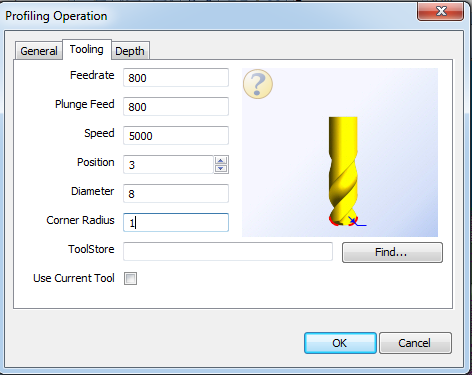 Profiling Operation
General Tooling Depth
Feedrate 800
Plunge Feed 800
Speed 5000
Position 3
Diameter 8
Corner Radius 1
ToolStore Find...
Use Current Tool
OK Cancel